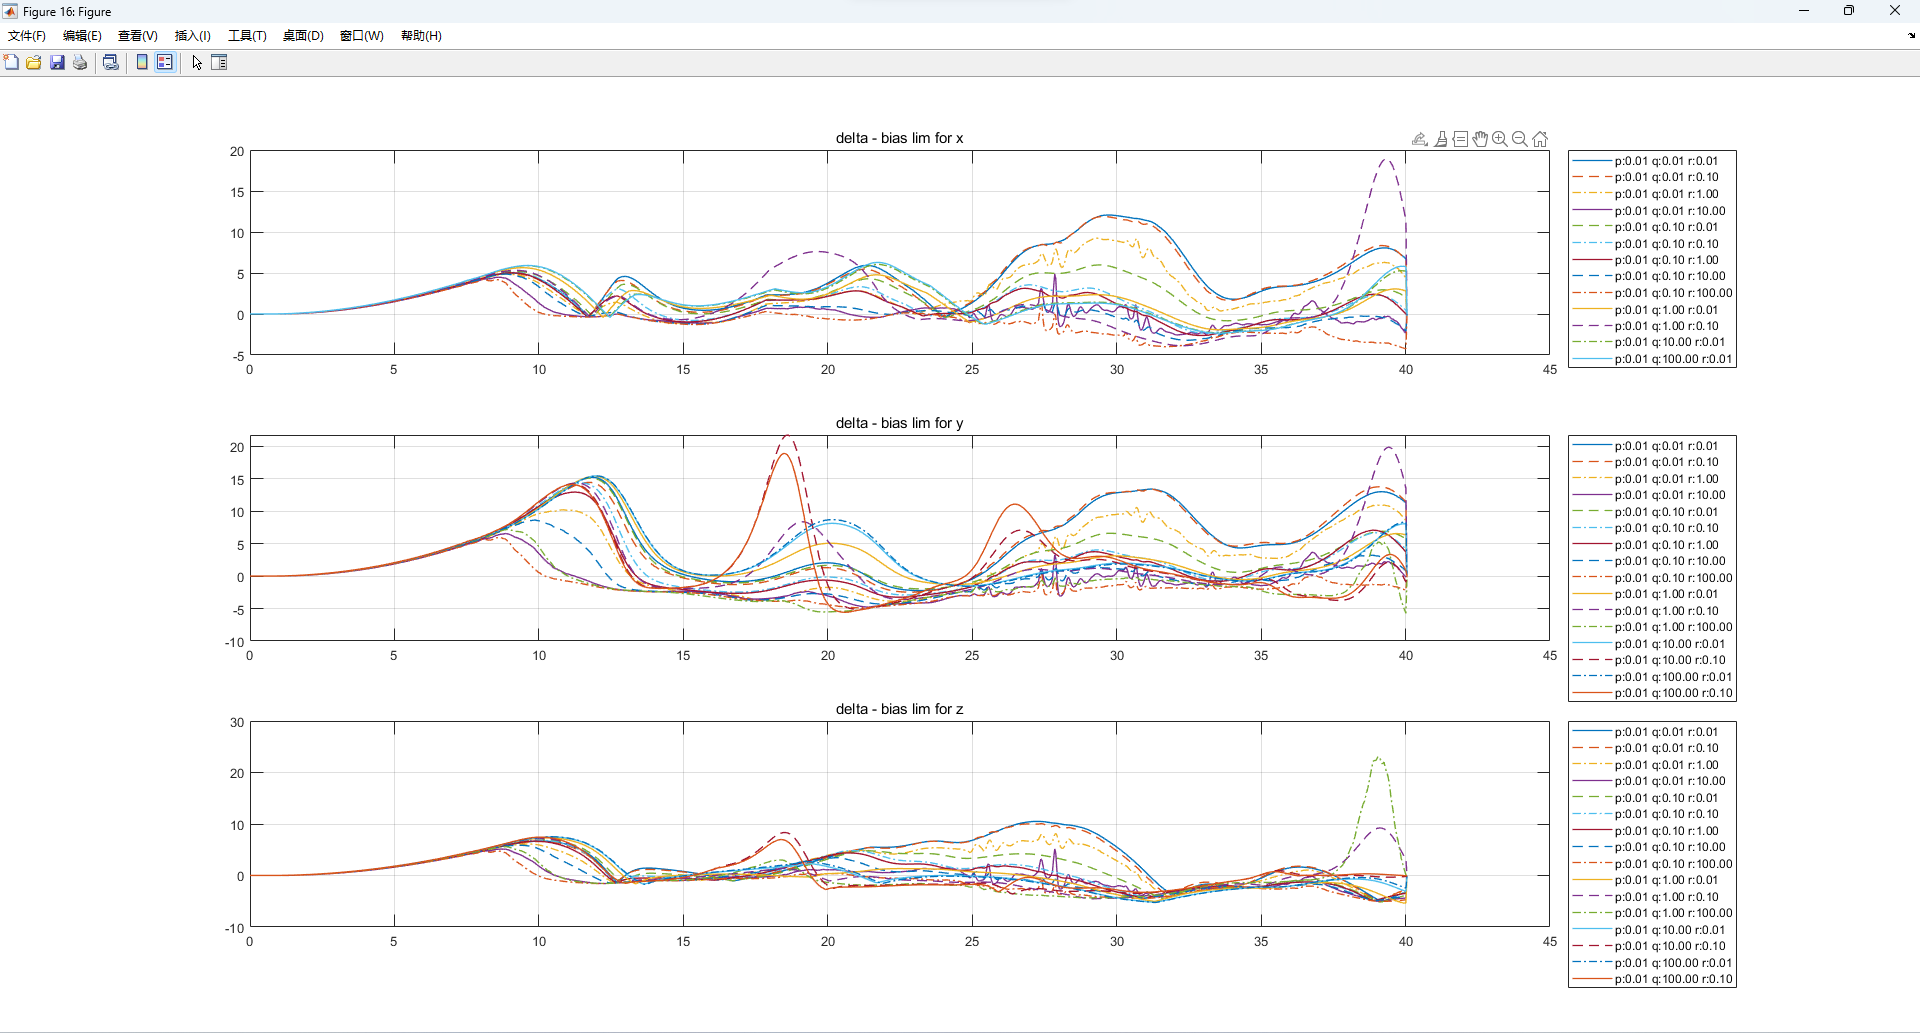 Figure 16: Figure
文件(F) 编辑(E) 查看(V) 插入(I) 工具(T) 桌面(D) 窗口(W) 帮助(H)
delta - bias lim for x
20
15
10
5
0
-5
0 5 10 15 20 25 30 35 40 45
p:0.01 q:0.01 r:0.01
p:0.01 q:0.01 r:0.10
p:0.01 q:0.01 r:1.00
p:0.01 q:0.01 r:10.00
p:0.01 q:0.10 r:0.01
p:0.01 q:0.10 r:0.10
p:0.01 q:0.10 r:1.00
p:0.01 q:0.10 r:10.00
p:0.01 q:0.10 r:100.00
p:0.01 q:1.00 r:0.01
p:0.01 q:1.00 r:0.10
p:0.01 q:10.00 r:0.01
p:0.01 q:100.00 r:0.01
delta - bias lim for y
20
15
10
5
0
-5
-10
0 5 10 15 20 25 30 35 40 45
p:0.01 q:0.01 r:0.01
p:0.01 q:0.01 r:0.10
p:0.01 q:0.01 r:1.00
p:0.01 q:0.01 r:10.00
p:0.01 q:0.10 r:0.01
p:0.01 q:0.10 r:0.10
p:0.01 q:0.10 r:1.00
p:0.01 q:0.10 r:10.00
p:0.01 q:0.10 r:100.00
p:0.01 q:1.00 r:0.01
p:0.01 q:1.00 r:0.10
p:0.01 q:1.00 r:100.00
p:0.01 q:10.00 r:0.01
p:0.01 q:10.00 r:0.10
p:0.01 q:100.00 r:0.01
p:0.01 q:100.00 r:0.10
delta - bias lim for z
30
20
10
0
-10
0 5 10 15 20 25 30 35 40 45
p:0.01 q:0.01 r:0.01
p:0.01 q:0.01 r:0.10
p:0.01 q:0.01 r:1.00
p:0.01 q:0.01 r:10.00
p:0.01 q:0.10 r:0.01
p:0.01 q:0.10 r:0.10
p:0.01 q:0.10 r:1.00
p:0.01 q:0.10 r:10.00
p:0.01 q:0.10 r:100.00
p:0.01 q:1.00 r:0.01
p:0.01 q:1.00 r:0.10
p:0.01 q:1.00 r:100.00
p:0.01 q:10.00 r:0.01
p:0.01 q:10.00 r:0.10
p:0.01 q:100.00 r:0.01
p:0.01 q:100.00 r:0.10